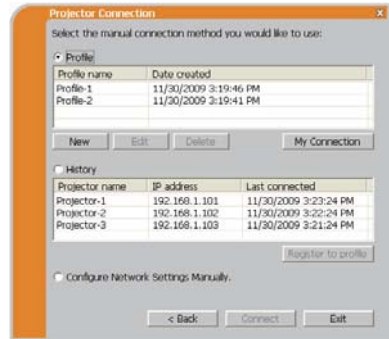 Projector Connection
Select the manual connection method you would like to use:
Profile
Profile name Date created
Profile-1 11/30/2009 3:19:46 PM
Profile-2 11/30/2009 3:19:41 PM
New Edit Delete My Connection
History
Projector name IP address Last connected
Projector-1 192.168.1.101 11/30/2009 3:23:24 PM
Projector-2 192.168.1.102 11/30/2009 3:22:24 PM
Projector-3 192.168.1.103 11/30/2009 3:21:24 PM
Register to profile
Configure Network Settings Manually.
< Back Connect Exit